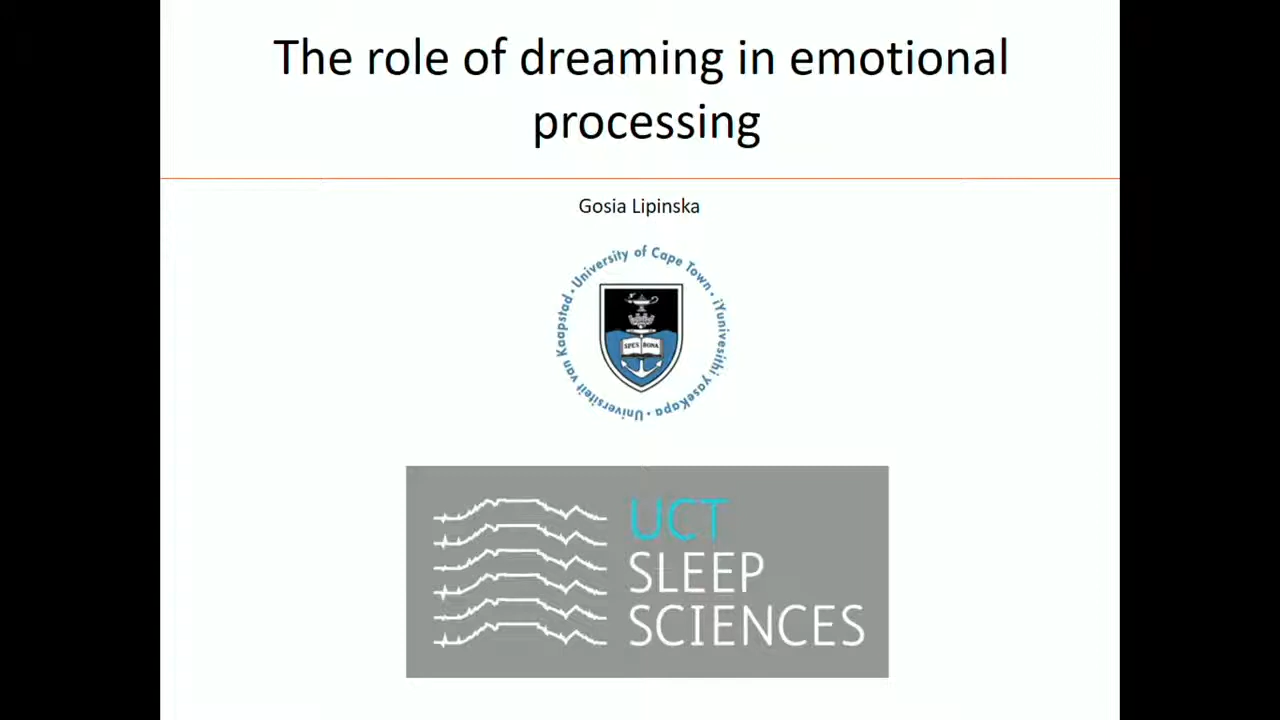 The role of dreaming in emotional
processing
Gosia Lipinska
University of Cape Town · iYunivesithi yaseKapa · Universiteit van Kaapstad ·
SPES BONA
UCT
SLEEP
SCIENCES